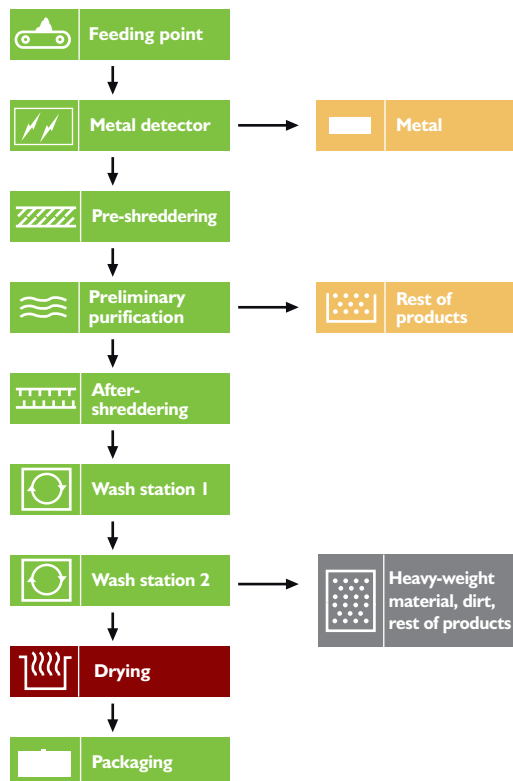 Feeding point
Metal detector
Metal
Pre-shreddering
Preliminary
purification
Rest of
products
After-
shreddering
Wash station 1
Wash station 2
Heavy-weight
material, dirt,
rest of products
Drying
Packaging